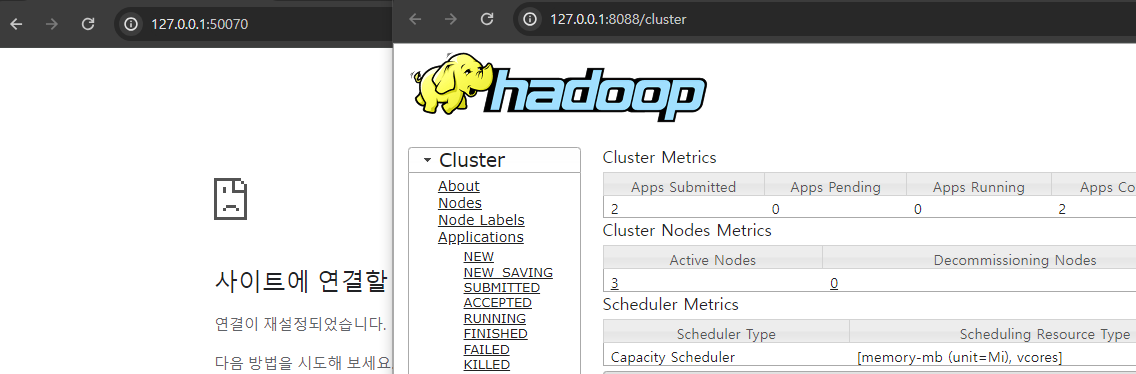 127.0.0.1:50070
사이트에 연결할
연결이 재설정되었습니다.
다음 방법을 시도해 보세요
127.0.0.1:8088/cluster
hadoop
Cluster
About
Nodes
Node Labels
Applications
NEW
NEW_SAVING
SUBMITTED
ACCEPTED
RUNNING
FINISHED
FAILED
KILLED
Cluster Metrics
Apps Submitted Apps Pending Apps Running Apps Co
2 0 0 2
Cluster Nodes Metrics
Active Nodes Decommissioning Nodes
3 0
Scheduler Metrics
Scheduler Type Scheduling Resource Type
Capacity Scheduler [memory-mb (unit=Mi), vcores]